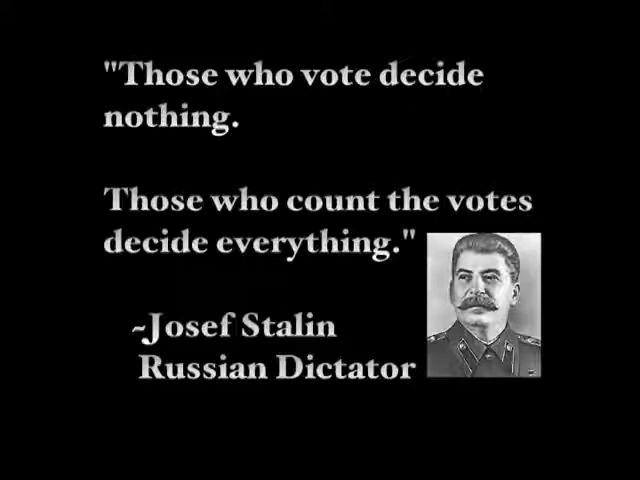 "Those who vote decide
nothing.
Those who count the votes
decide everything."
~Josef Stalin
Russian Dictator